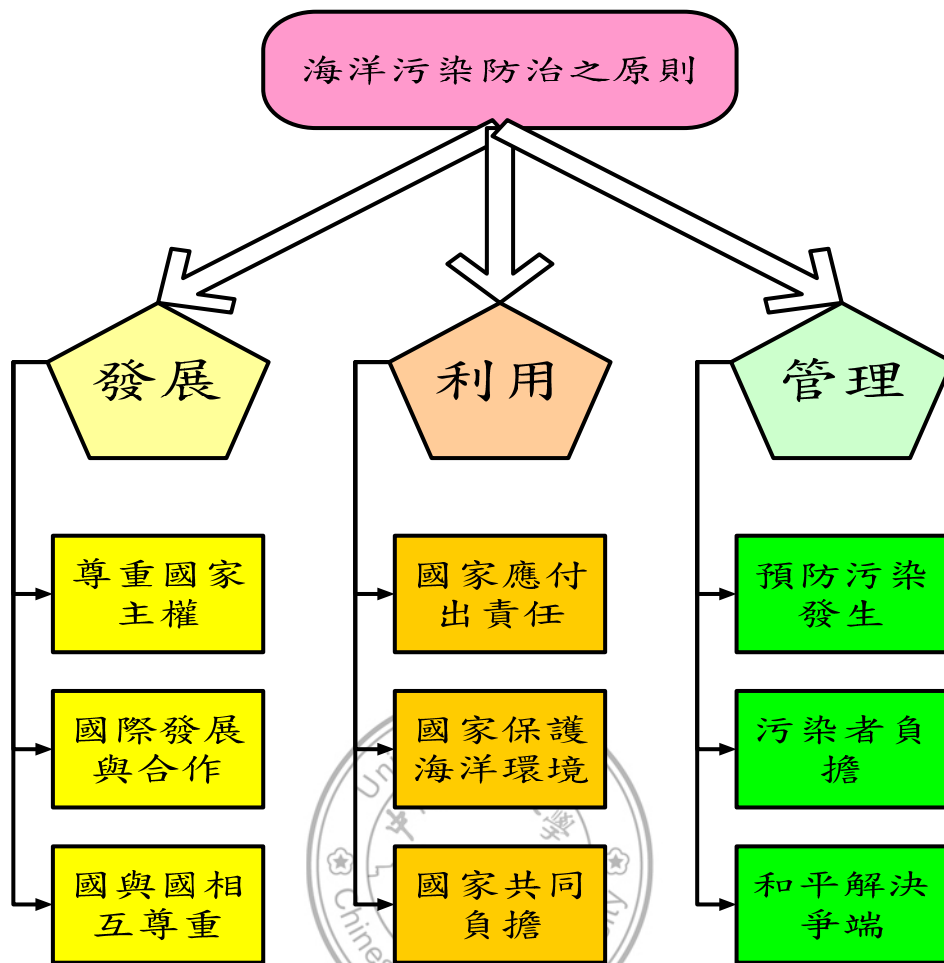 海洋污染防治之原則
發展
利用
管理
尊重國家
主權
國家應付
出責任
預防污染
發生
國際發展
與合作
國家保護
海洋環境
污染者負
擔
國與國相
互尊重
國家共同
負擔
和平解決
爭端